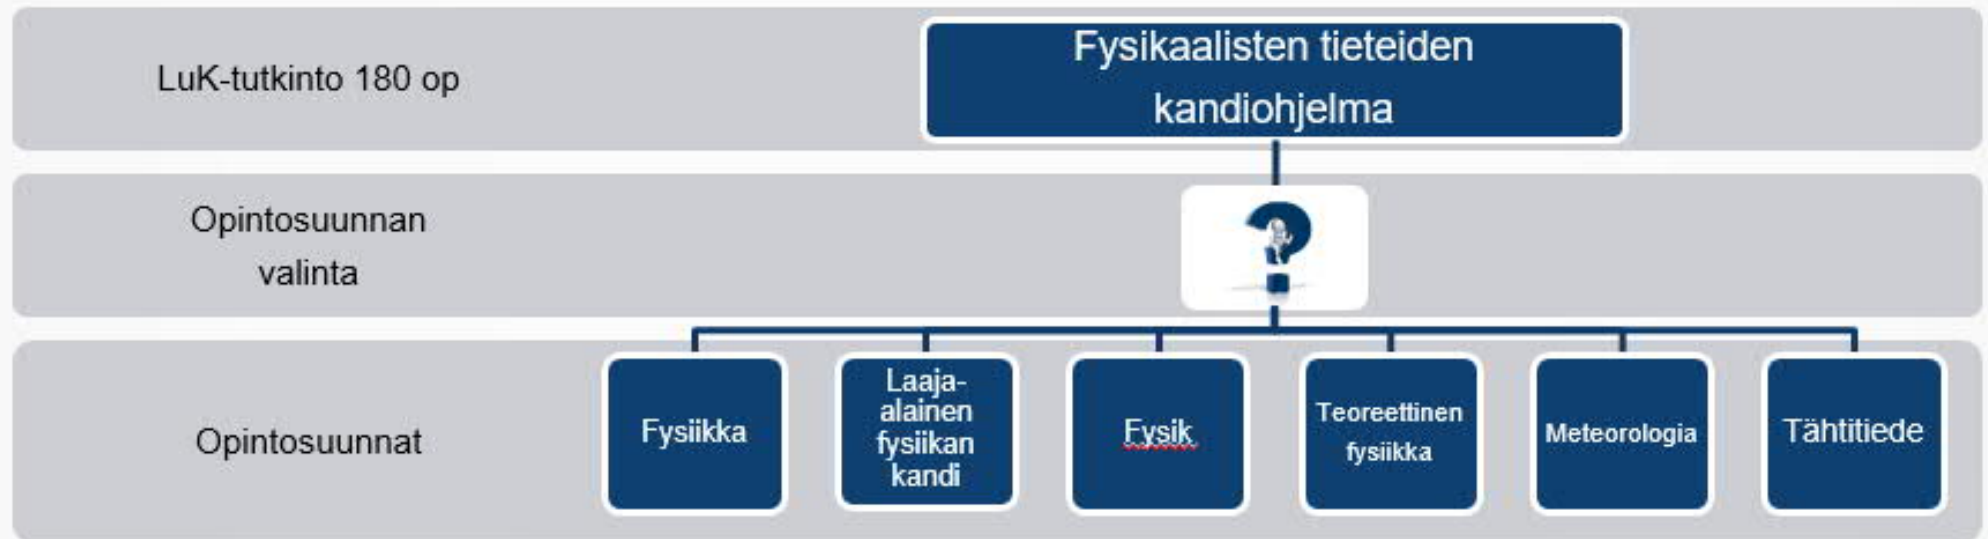 LuK-tutkinto 180 op
Fysikaalisten tieteiden
kandiohjelma
Opintosuunnan
valinta
Opintosuunnat
Fysiikka
Laaja-
alainen
fysiikan
kandi
Fysik
Teoreettinen
fysiikka
Meteorologia
Tähtitiede